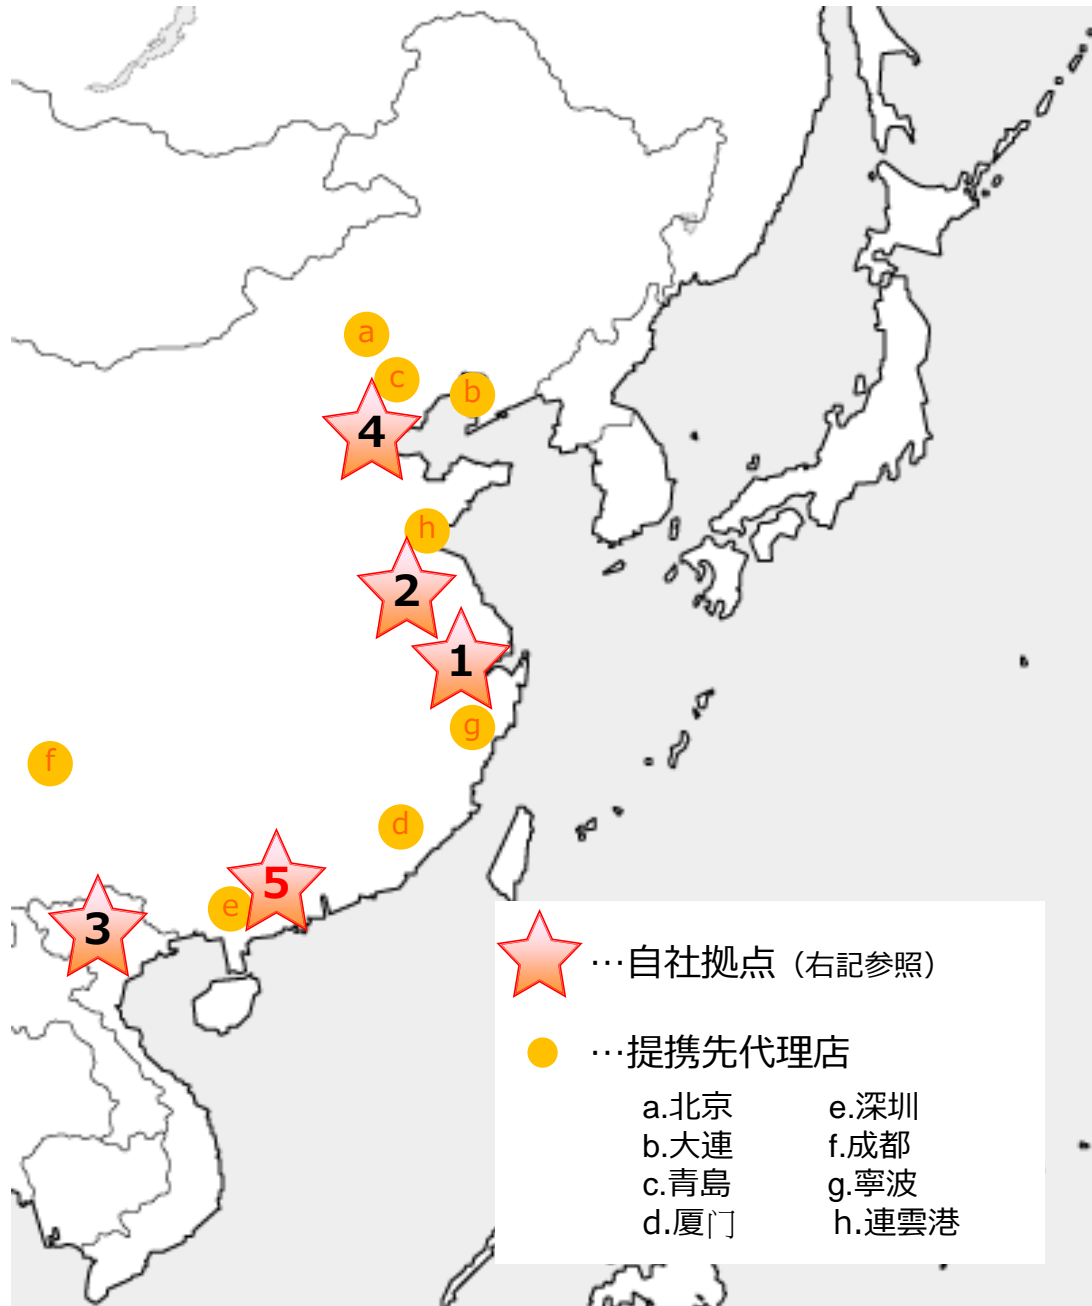 a
c
b
4
h
2
1
g
f
d
5
e
3
…自社拠点（右記参照）
…提携先代理店
a.北京 e.深圳
b.大連 f.成都
c.青島 g.寧波
d.厦门 h.連雲港